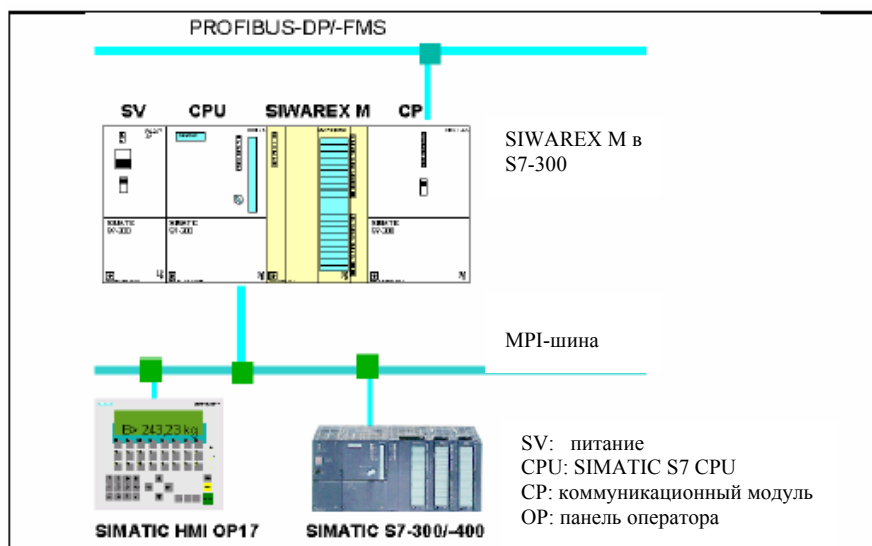 PROFIBUS-DP/-FMS
SV CPU SIWAREX M CP
SIWAREX M в
S7-300
SIMATIC
S7-300
SIMATIC
S7-300
SIMATIC
S7-300
MPI-шина
B> 243,23 kg
SV: питание
CPU: SIMATIC S7 CPU
CP: коммуникационный модуль
OP: панель оператора
SIMATIC HMI OP17
SIMATIC S7-300/-400